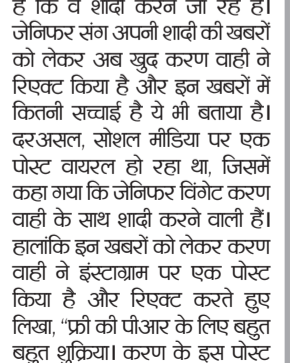 है कि वे शादी करने जा रहे हैं।
जेनिफर संग अपनी शादी की खबरों
को लेकर अब खुद करण वाही ने
रिएक्ट किया है और इन खबरों में
कितनी सच्चाई है ये भी बताया है।
दरअसल, सोशल मीडिया पर एक
पोस्ट वायरल हो रहा था, जिसमें
कहा गया कि जेनिफर विंगेट करण
वाही के साथ शादी करने वाली हैं।
हालांकि इन खबरों को लेकर करण
वाही ने इंस्टाग्राम पर एक पोस्ट
किया है और रिएक्ट करते हुए
लिखा, “फ्री की पीआर के लिए बहुत
बहुत शुक्रिया। करण के इस पोस्ट